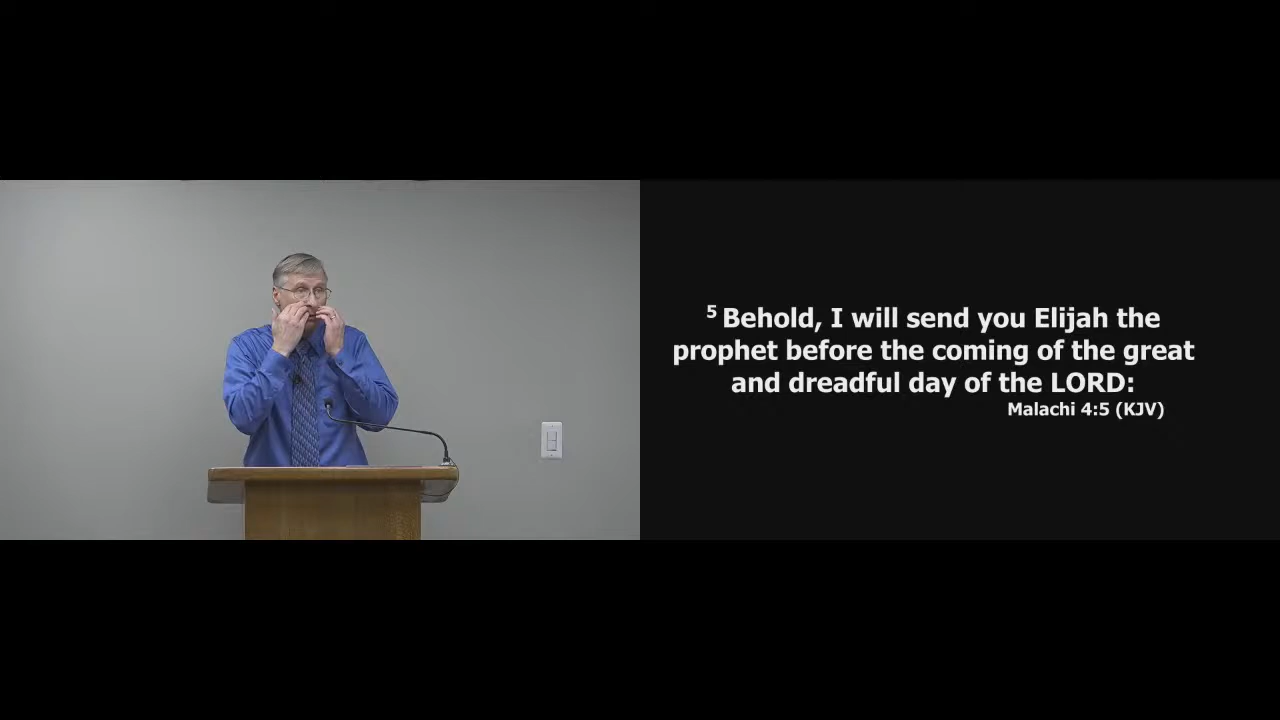 5 Behold, I will send you Elijah the
prophet before the coming of the great
and dreadful day of the LORD:
Malachi 4:5 (KJV)